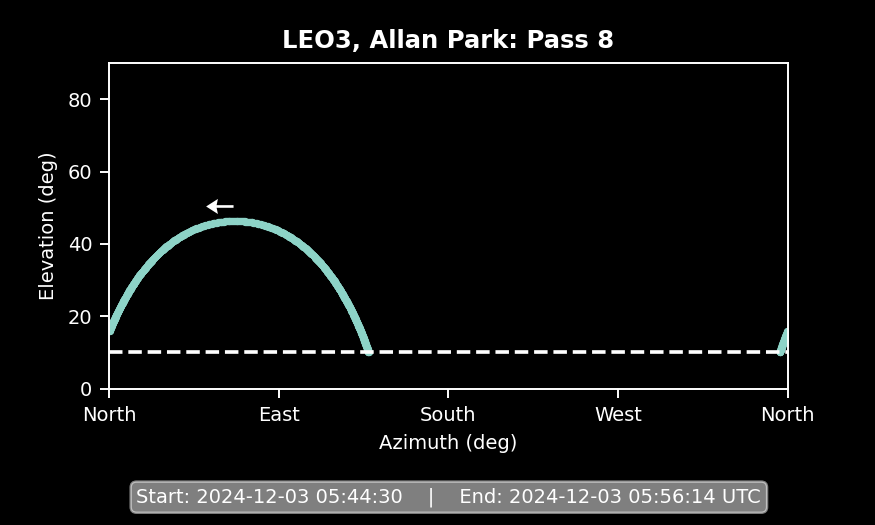 LEO3, Allan Park: Pass 8
80
60
40
20
0
Elevation (deg)
North East South West North
Azimuth (deg)
Start: 2024-12-03 05:44:30 | End: 2024-12-03 05:56:14 UTC